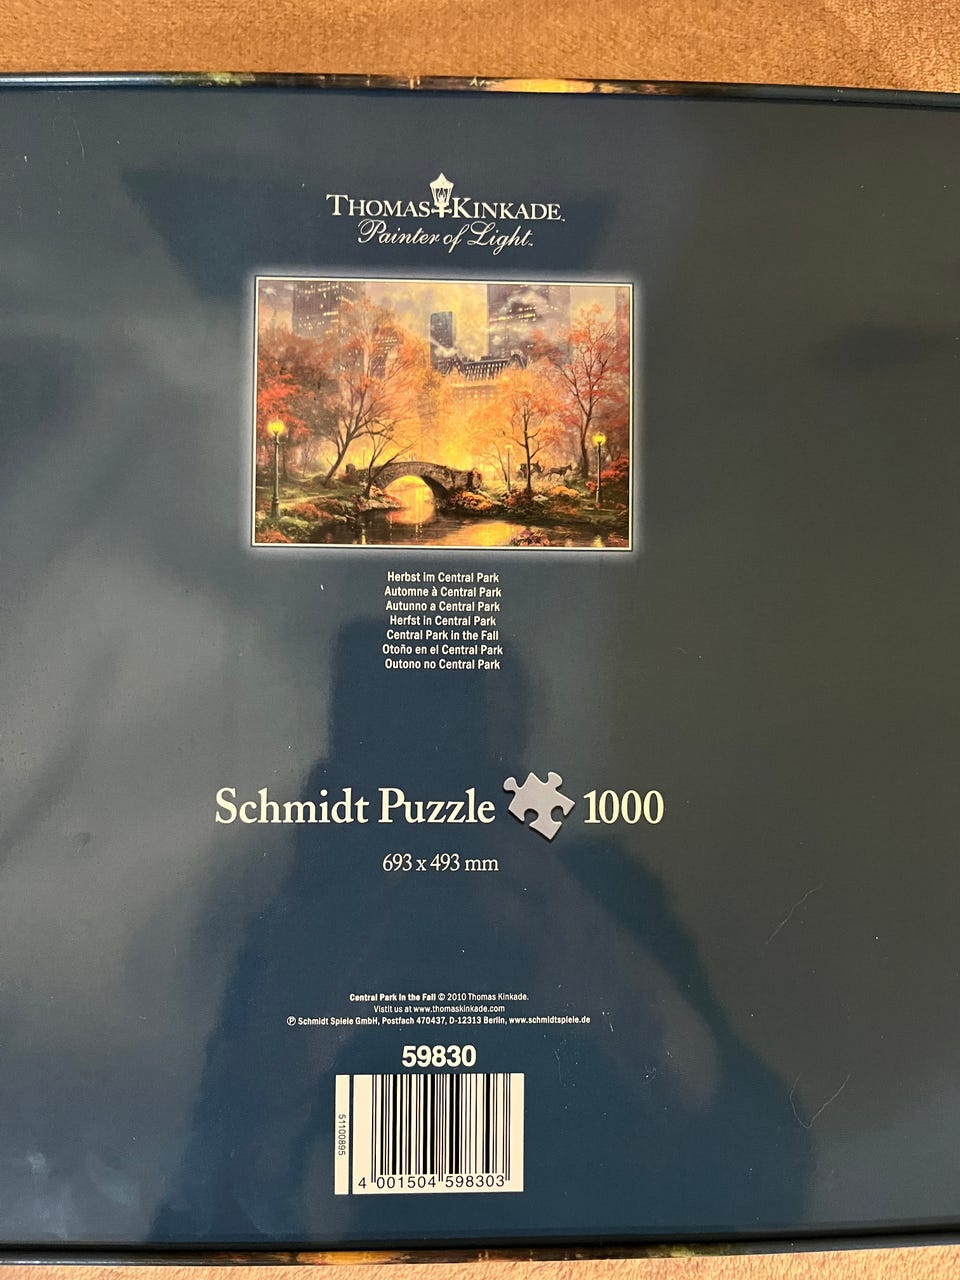 THOMAS KINKADE
Painter of Light™
Herbst im Central Park
Automne à Central Park
Autunno a Central Park
Herfst in Central Park
Central Park in the Fall
Otoño en el Central Park
Outono no Central Park
Schmidt Puzzle 1000
693 x 493 mm
Central Park in the Fall © 2010 Thomas Kinkade.
Vistit us at www.thomaskinkade.com
Ⓟ Schmidt Spiele GmbH, Postfach 470437, D-12313 Berlin, www.schmidtspiele.de
59830
51100895
4 001504 598303